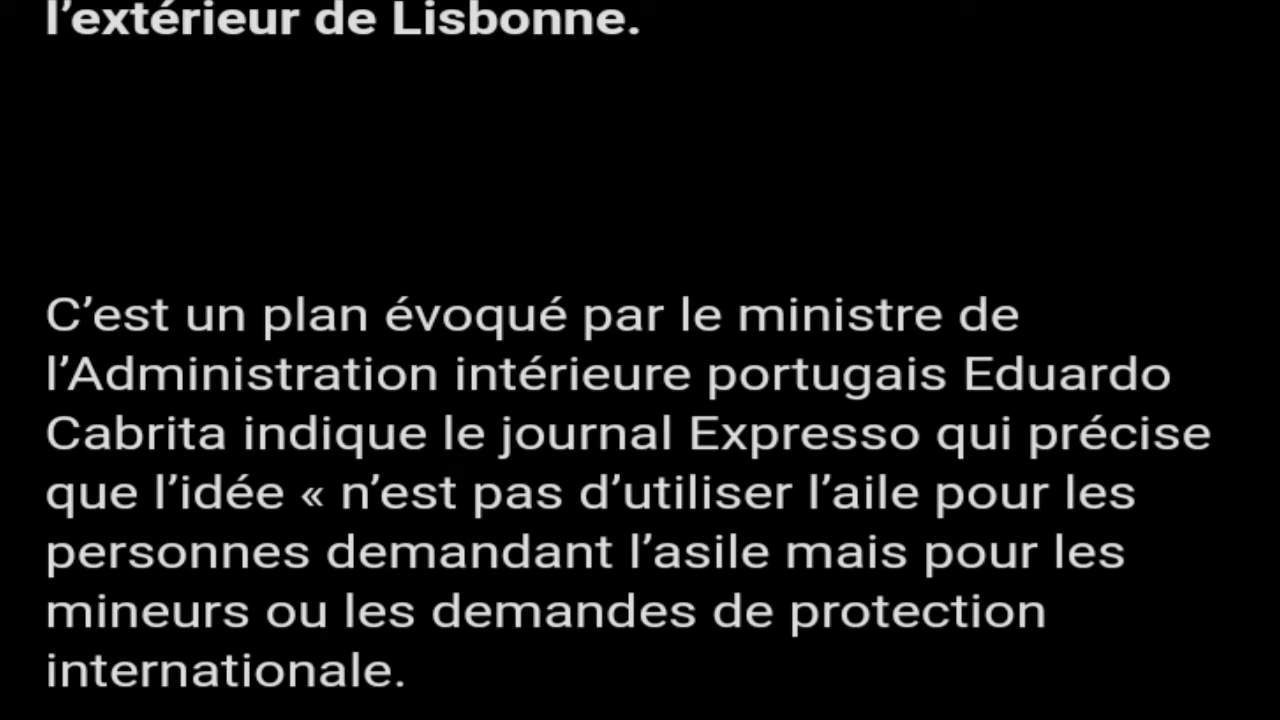 l’extérieur de Lisbonne.
C’est un plan évoqué par le ministre de
l’Administration intérieure portugais Eduardo
Cabrita indique le journal Expresso qui précise
que l’idée « n’est pas d’utiliser l’aile pour les
personnes demandant l’asile mais pour les
mineurs ou les demandes de protection
internationale.